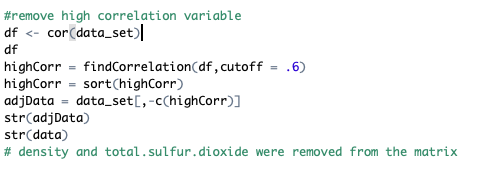 #remove high correlation variable
df <- cor(data_set)
df
highCorr = findCorrelation(df,cutoff = .6)
highCorr = sort(highCorr)
adjData = data_set[,-c(highCorr)]
str(adjData)
str(data)
# density and total.sulfur.dioxide were removed from the matrix